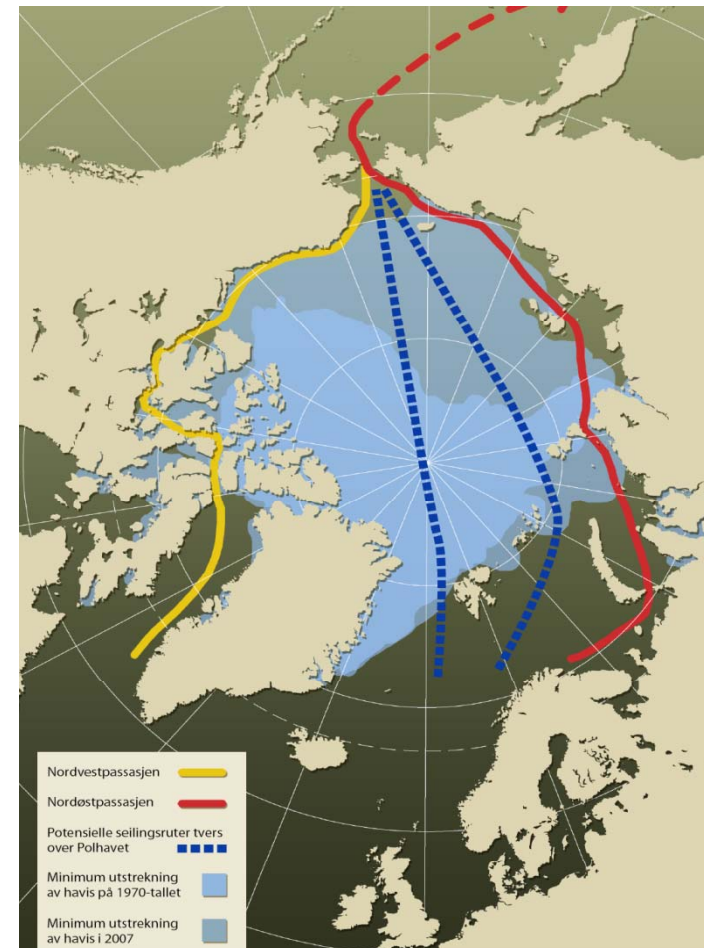 Nordvestpassasjen
Nordøstpassasjen
Potensielle seilingsruter tvers
over Polhavet
Minimum utstrekning
av havis på 1970-tallet
Minimum utstrekning
av havis i 2007